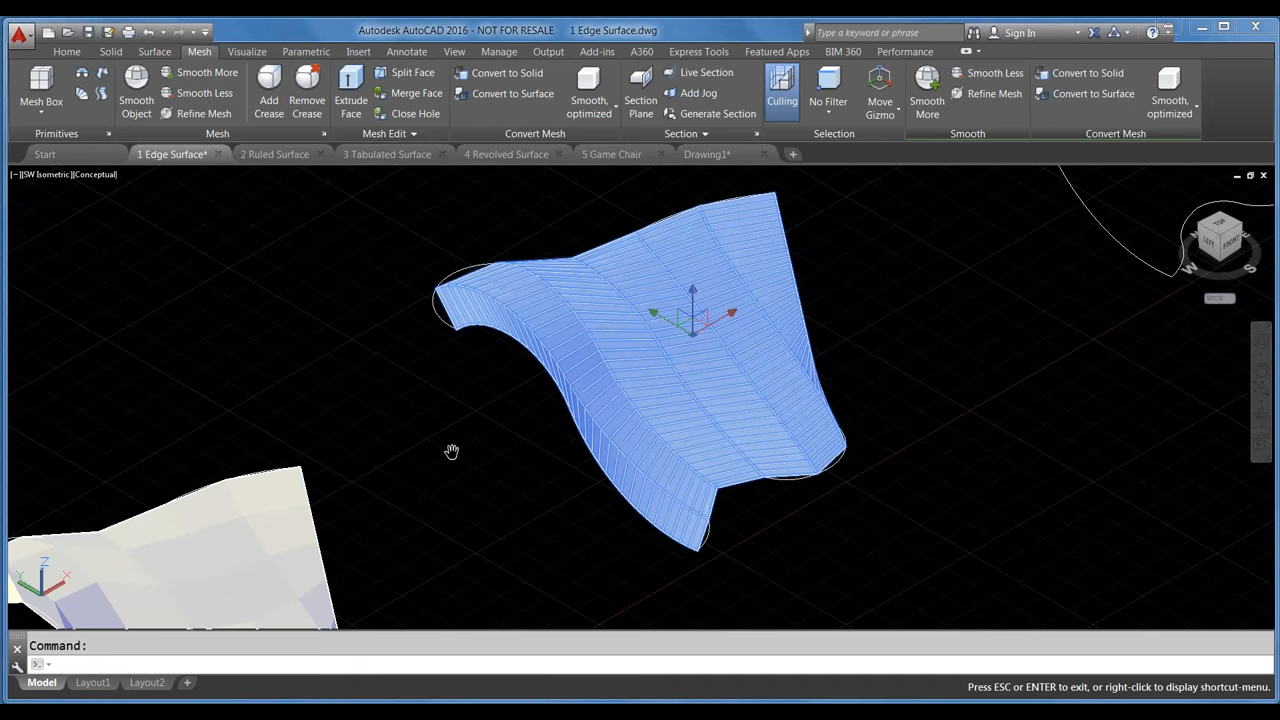 Autodesk AutoCAD 2016 - NOT FOR RESALE 1 Edge Surface.dwg
Type a keyword or phrase
Sign In
Home Solid Surface Mesh Visualize Parametric Insert Annotate View Manage Output Add-ins A360 Express Tools Featured Apps BIM 360 Performance
Mesh Box
Primitives
Smooth Object
Smooth More
Smooth Less
Refine Mesh
Add Crease
Remove Crease
Mesh
Extrude Face
Split Face
Merge Face
Close Hole
Mesh Edit
Convert to Solid
Convert to Surface
Smooth, optimized
Convert Mesh
Section Plane
Live Section
Add Jog
Generate Section
Section
Culling
No Filter
Move Gizmo
Selection
Smooth More
Smooth Less
Refine Mesh
Smooth
Convert to Solid
Convert to Surface
Smooth, optimized
Convert Mesh
Start 1 Edge Surface* 2 Ruled Surface 3 Tabulated Surface 4 Revolved Surface 5 Game Chair Drawing1*
[−][SW Isometric][Conceptual]
TOP
LEFT FRONT
W S
WCS
Z
Y X
Command:
Model Layout1 Layout2
Press ESC or ENTER to exit, or right-click to display shortcut-menu.